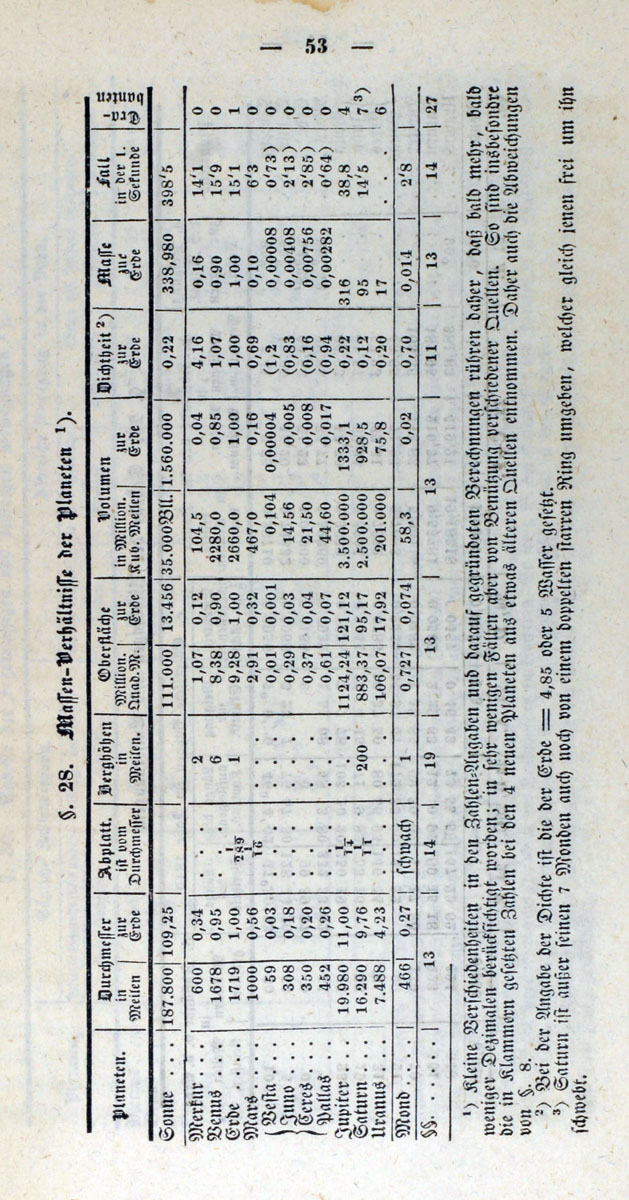 — 53 —
§. 28. Massen-Verhältnisse der Planeten ¹).
Planeten. | Durchmesser in Meilen | Durchmesser zur Erde | Abplatt. ist vom Durchmesser | Berghöhen in Meilen. | Oberfläche Million. Quad. M. | Oberfläche zur Erde | Volumen in Million. Kub. Meilen | Volumen zur Erde | Dichtheit ²) zur Erde | Masse zur Erde | Fall in der 1. Sekunde | Tra-banten
Sonne . . . . | 187.800 | 109,25 | | | 111.000 | 13.456 | 35.000Bll. | 1.560.000 | 0,22 | 338,980 | 398'5 |
Merkur . . . | 600 | 0,34 | . . . | 2 | 1,07 | 0,12 | 104,5 | 0,04 | 4,16 | 0,16 | 14'1 | 0
Venus . . . . | 1678 | 0,95 | . . . | 6 | 8,38 | 0,90 | 2280,0 | 0,85 | 1,07 | 0,90 | 15'9 | 0
Erde . . . . | 1719 | 1,00 | 1/289 | 1 | 9,28 | 1,00 | 2660,0 | 1,00 | 1,00 | 1,00 | 15'1 | 1
Mars . . . . | 1000 | 0,56 | 1/16 | . . | 2,91 | 0,32 | 467,0 | 0,16 | 0,69 | 0,10 | 6'3 | 0
Vesta . . . | 59 | 0,03 | . . . | . . | 0,01 | 0,001 | 0,104 | 0,00004 | (1,2 | 0,00008 | 0'73) | 0
Juno . . . . | 308 | 0,18 | . . . | . . | 0,29 | 0,03 | 14,56 | 0,005 | (0,83 | 0,00408 | 2'13) | 0
Ceres . . . | 350 | 0,20 | . . . | . . | 0,37 | 0,04 | 21,50 | 0,008 | (0,16 | 0,00756 | 2'85) | 0
Pallas . . . | 452 | 0,26 | . . . | . . | 0,61 | 0,07 | 44,60 | 0,017 | (0,94 | 0,00282 | 0'64) | 0
Jupiter . . . | 19.980 | 11,00 | 1/14 | . . | 1124,24 | 121,12 | 3.500.000 | 1333,1 | 0,22 | 316 | 38,8 | 4
Saturn . . . | 16.290 | 9,76 | 1/11 | 200 | 883,37 | 95,17 | 2.500.000 | 928,5 | 0,12 | 95 | 14'5 | 7 ³)
Uranus . . . | 7.488 | 4,23 | . . . | . . | 106,07 | 17,92 | 201.000 | 75,8 | 0,20 | 17 | . . . | 6
Mond . . . . | 466 | 0,27 | schwach | 1 | 0,727 | 0,074 | 58,3 | 0,02 | 0,70 | 0,014 | 2'8 |
§§. . . . . . | 13 | 14 | 19 | 13 | 13 | 11 | 13 | 14 | 27
¹) Kleine Verschiedenheiten in den Zahlen-Angaben und darauf gegründeten Berechnungen rühren daher, daß bald mehr, bald
weniger Dezimalen berücksichtigt worden; in sehr wenigen Fällen aber von Benützung verschiedener Quellen. So sind insbesondre
die in Klammern gesetzten Zahlen bei den 4 neuen Planeten aus etwas älteren Quellen entnommen. Daher auch die Abweichungen
von §. 8.
²) Bei der Angabe der Dichte ist die der Erde = 4,85 oder 5 Wasser gesetzt.
³) Saturn ist außer seinen 7 Monden auch noch von einem doppelten starren Ring umgeben, welcher gleich jenen frei um ihn
schwebt.